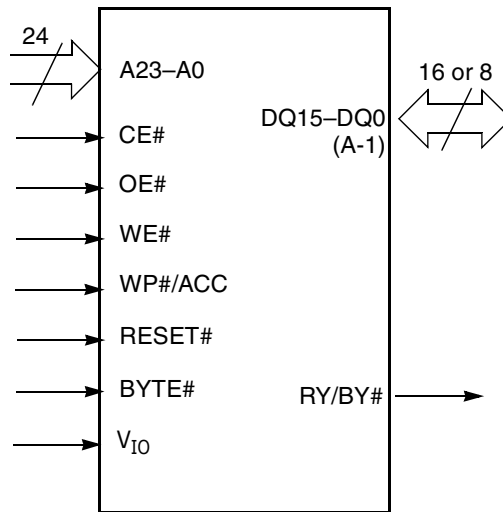 24
A23–A0
16 or 8
CE#
DQ15–DQ0
(A-1)
OE#
WE#
WP#/ACC
RESET#
BYTE#
RY/BY#
VIO